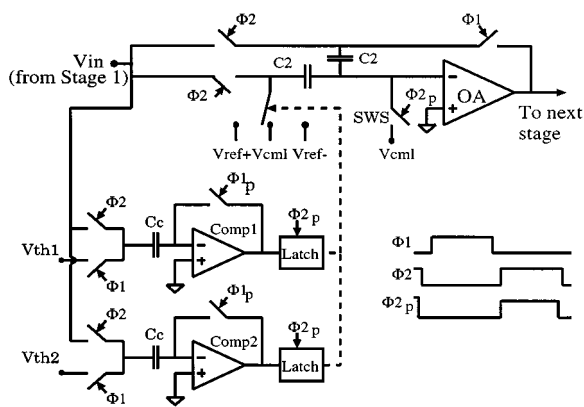 Φ2
Φ1
Vin
(from Stage 1)
C2
C2
Φ2
OA
SWS
Φ2p
To next
stage
Vref+
Vcml
Vref-
Vcml
Φ2
Φ1p
Cc
Comp1
Φ2p
Vth1
Latch
Φ1
Φ2
Φ1p
Cc
Comp2
Φ2p
Vth2
Latch
Φ1
Φ1
Φ2
Φ2p